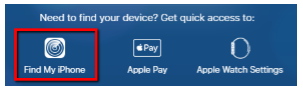 Need to find your device? Get quick access to:
Pay
Find My iPhone
Apple Pay
Apple Watch Settings